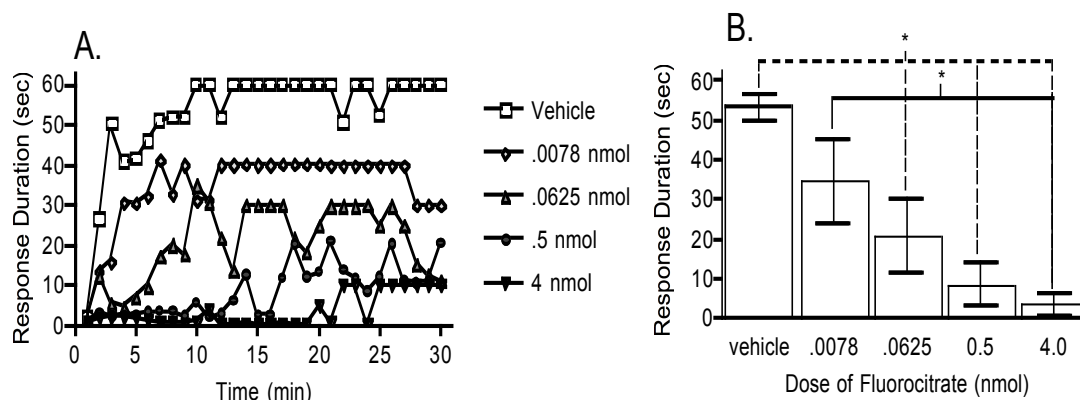 A.
Response Duration (sec)
60
50
40
30
20
10
0
0 5 10 15 20 25 30
Time (min)
Vehicle
.0078 nmol
.0625 nmol
.5 nmol
4 nmol
B.
*
*
Response Duration (sec)
60
50
40
30
20
10
0
vehicle .0078 .0625 0.5 4.0
Dose of Fluorocitrate (nmol)